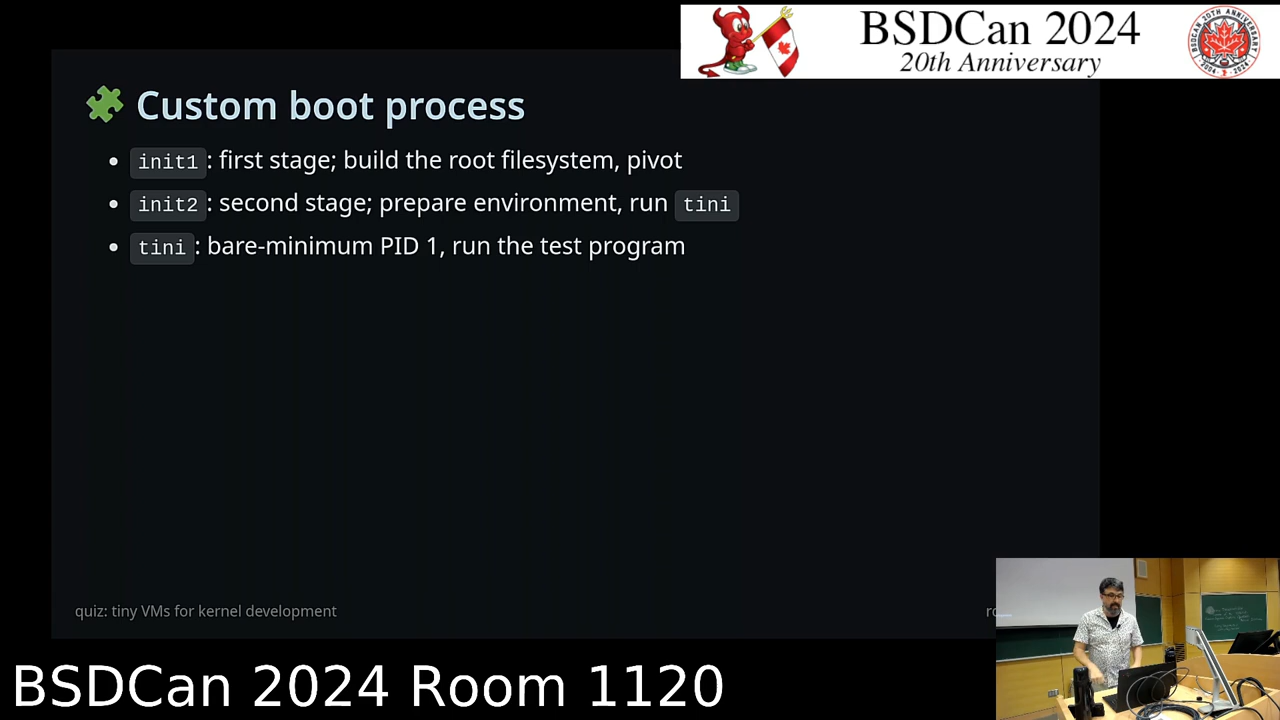 BSDCan 2024
20th Anniversary
Custom boot process
init1: first stage; build the root filesystem, pivot
init2: second stage; prepare environment, run tini
tini: bare-minimum PID 1, run the test program
quiz: tiny VMs for kernel development
BSDCan 2024 Room 1120